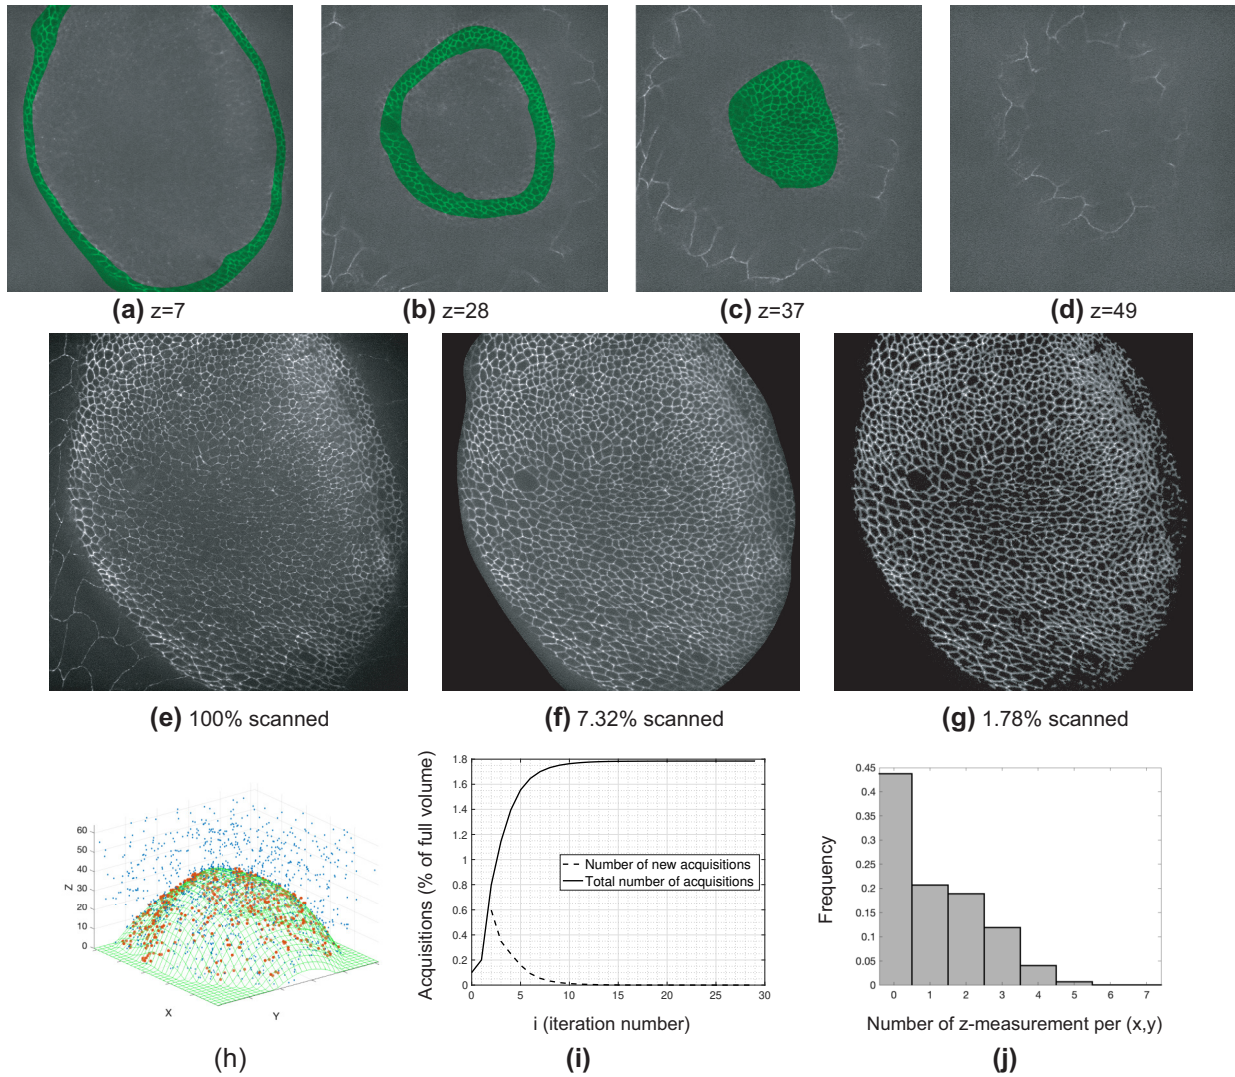 (a) z=7
(b) z=28
(c) z=37
(d) z=49
(e) 100% scanned
(f) 7.32% scanned
(g) 1.78% scanned
60
50
40
30
20
10
0
Z
X
Y
(h)
Acquisitions (% of full volume)
1.8
1.6
1.4
1.2
1
0.8
0.6
0.4
0.2
0
Number of new acquisitions
Total number of acquisitions
0 5 10 15 20 25 30
i (iteration number)
(i)
Frequency
0.45
0.4
0.35
0.3
0.25
0.2
0.15
0.1
0.05
0
0 1 2 3 4 5 6 7
Number of z-measurement per (x,y)
(j)